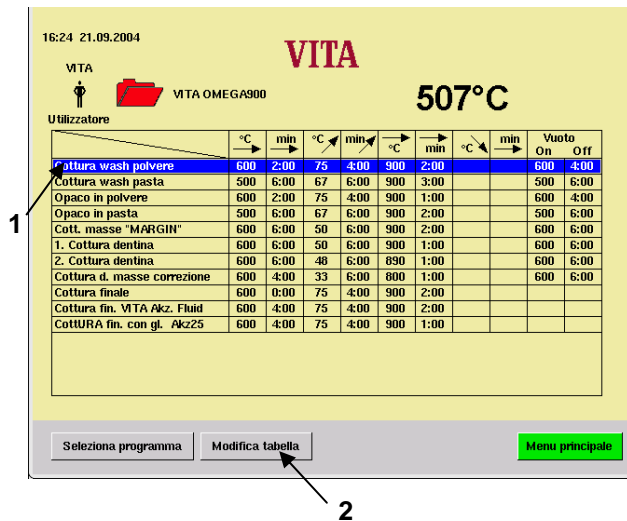 16:24 21.09.2004
VITA
VITA
VITA OMEGA900
507°C
Utilizzatore
°C min °C min °C min °C min Vuoto On Off
Cottura wash polvere 600 2:00 75 4:00 900 2:00 600 4:00
Cottura wash pasta 500 6:00 67 6:00 900 3:00 500 6:00
Opaco in polvere 600 2:00 75 4:00 900 1:00 600 4:00
Opaco in pasta 500 6:00 67 6:00 900 2:00 500 6:00
Cott. masse "MARGIN" 600 6:00 50 6:00 900 2:00 600 6:00
1. Cottura dentina 600 6:00 50 6:00 900 1:00 600 6:00
2. Cottura dentina 600 6:00 48 6:00 890 1:00 600 6:00
Cottura d. masse correzione 600 4:00 33 6:00 800 1:00 600 6:00
Cottura finale 600 0:00 75 4:00 900 2:00
Cottura fin. VITA Akz. Fluid 600 4:00 75 4:00 900 2:00
CottURA fin. con gl. Akz25 600 4:00 75 4:00 900 1:00
1
Seleziona programma Modifica tabella Menu principale
2